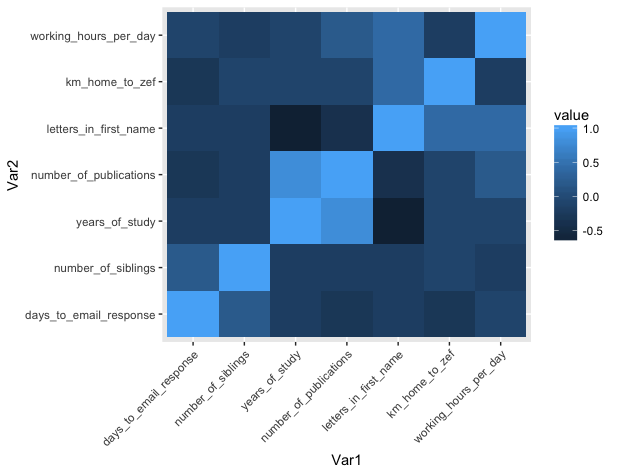 working_hours_per_day
km_home_to_zef
letters_in_first_name
number_of_publications
years_of_study
number_of_siblings
days_to_email_response
Var2
days_to_email_response
number_of_siblings
years_of_study
number_of_publications
letters_in_first_name
km_home_to_zef
working_hours_per_day
Var1
value
1.0
0.5
0.0
-0.5